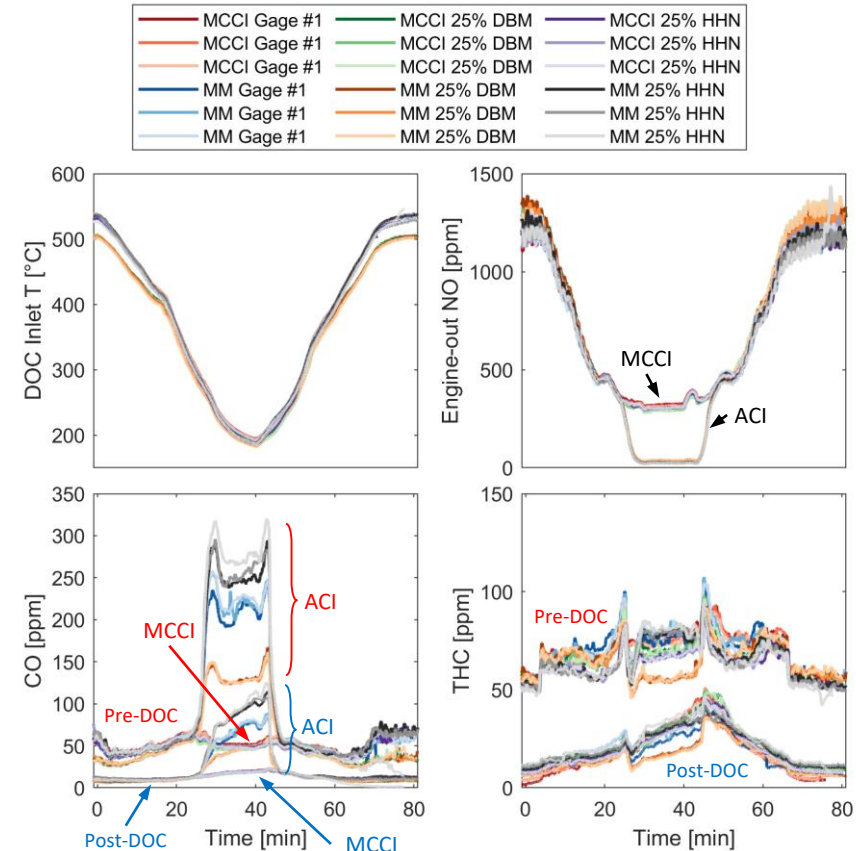 MCCI Gage #1 MCCI 25% DBM MCCI 25% HHN
MCCI Gage #1 MCCI 25% DBM MCCI 25% HHN
MCCI Gage #1 MCCI 25% DBM MCCI 25% HHN
MM Gage #1 MM 25% DBM MM 25% HHN
MM Gage #1 MM 25% DBM MM 25% HHN
MM Gage #1 MM 25% DBM MM 25% HHN
DOC Inlet T [°C]
600
500
400
300
200
Engine-out NO [ppm]
1500
1000
500
0
MCCI
ACI
CO [ppm]
350
300
250
200
150
100
50
0
ACI
MCCI
Pre-DOC
ACI
0 20 40 60 80
Post-DOC
Time [min]
MCCI
THC [ppm]
150
100
50
0
Pre-DOC
Post-DOC
0 20 40 60 80
Time [min]